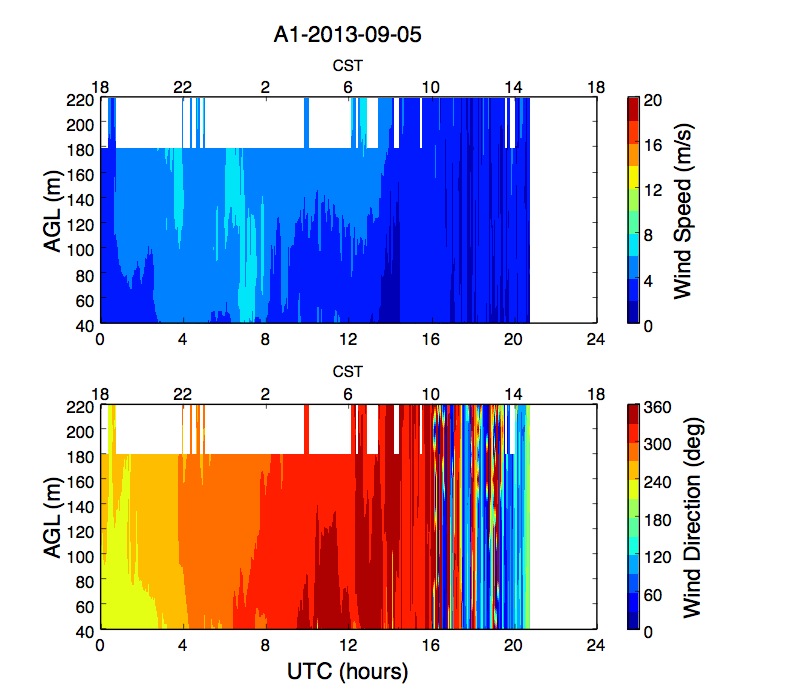 A1-2013-09-05
CST
18 22 2 6 10 14 18
220 200 180 160 140 120 100 80 60 40
AGL (m)
0 4 8 12 16 20 24
20 16 12 8 4 0
Wind Speed (m/s)
CST
18 22 2 6 10 14 18
220 200 180 160 140 120 100 80 60 40
AGL (m)
0 4 8 12 16 20 24
UTC (hours)
360 300 240 180 120 60 0
Wind Direction (deg)